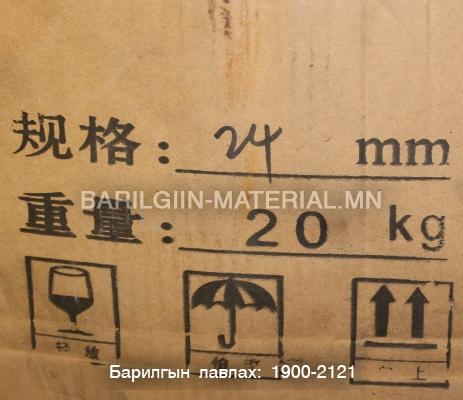 规格: 24 mm
BARILGIIN-MATERIAL.MN
重量: 20 kg
Барилгын лавлах: 1900-2121